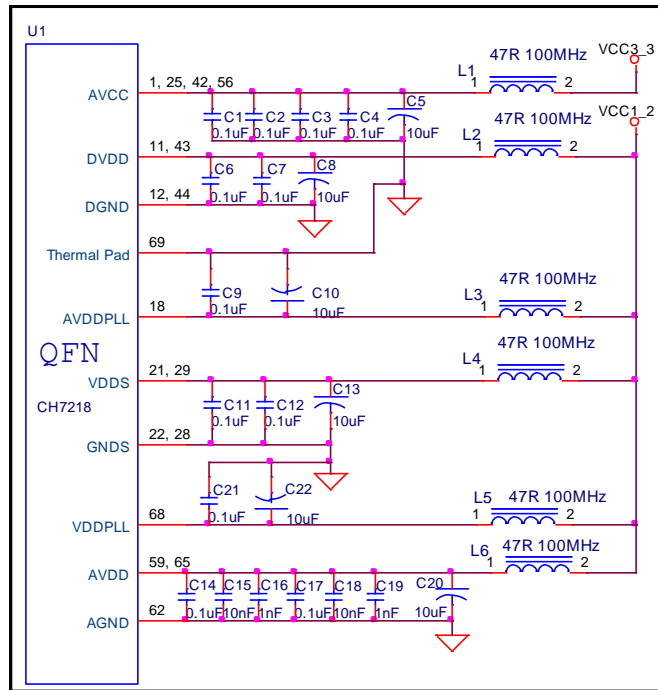 U1
47R 100MHz
VCC3_3
L1
1, 25, 42, 56
1 2
AVCC
C1 C2 C3 C4 C5
0.1uF 0.1uF 0.1uF 0.1uF 10uF
VCC1_2
47R 100MHz
L2
11, 43
1 2
DVDD
C6 C7 C8
0.1uF 0.1uF 10uF
12, 44
DGND
69
Thermal Pad
47R 100MHz
C9 C10
0.1uF 10uF
L3
18
1 2
AVDDPLL
47R 100MHz
QFN
L4
21, 29
1 2
VDDS
CH7218
C11 C12 C13
0.1uF 0.1uF 10uF
22, 28
GNDS
C21 C22
0.1uF 10uF
L5 47R 100MHz
68
1 2
VDDPLL
47R 100MHz
L6
59, 65
1 2
AVDD
C14 C15 C16 C17 C18 C19 C20
0.1uF 10nF 1nF 0.1uF 10nF 1nF 10uF
62
AGND